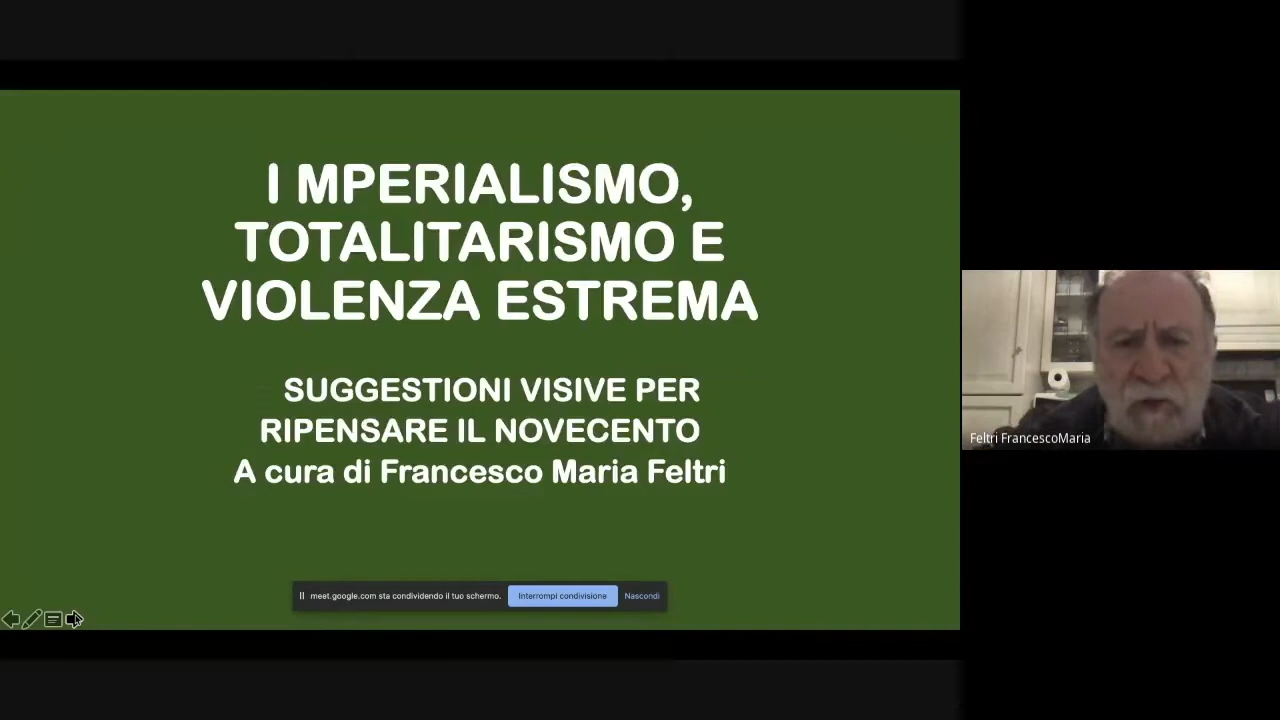 I MPERIALISMO,
TOTALITARISMO E
VIOLENZA ESTREMA
SUGGESTIONI VISIVE PER
RIPENSARE IL NOVECENTO
A cura di Francesco Maria Feltri
meet.google.com sta condividendo il tuo schermo. Interrompi condivisione Nascondi
Feltri FrancescoMaria